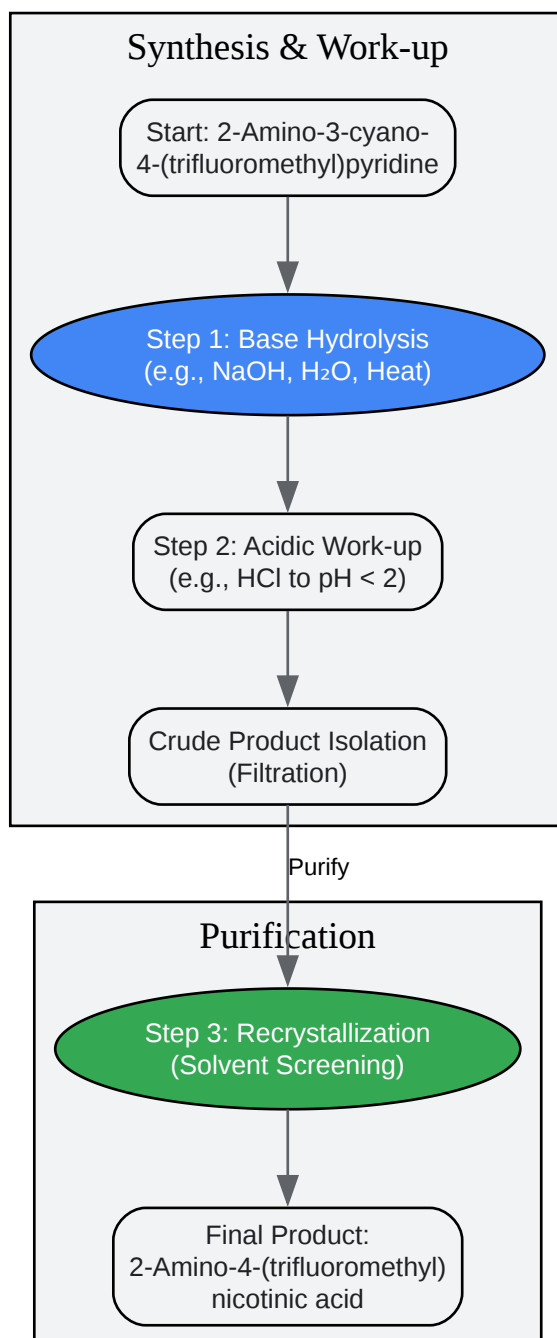 Synthesis & Work-up
Start: 2-Amino-3-cyano-
4-(trifluoromethyl)pyridine
Step 1: Base Hydrolysis
(e.g., NaOH, H₂O, Heat)
Step 2: Acidic Work-up
(e.g., HCl to pH < 2)
Crude Product Isolation
(Filtration)
Purify
Purification
Step 3: Recrystallization
(Solvent Screening)
Final Product:
2-Amino-4-(trifluoromethyl)
nicotinic acid